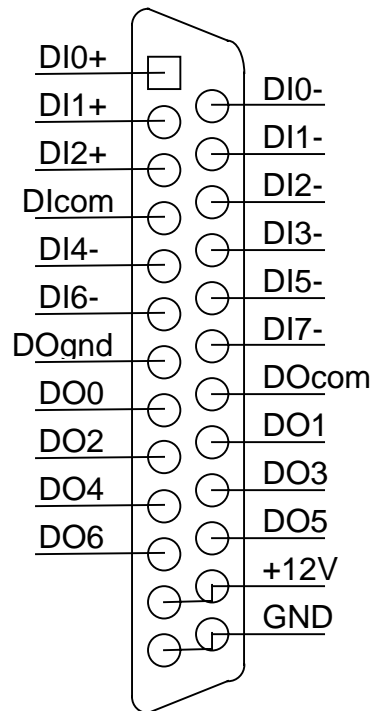 DI0+
DI0-
DI1+
DI1-
DI2+
DI2-
DIcom
DI3-
DI4-
DI5-
DI6-
DI7-
DOgnd
DOcom
DO0
DO1
DO2
DO3
DO4
DO5
DO6
+12V
GND